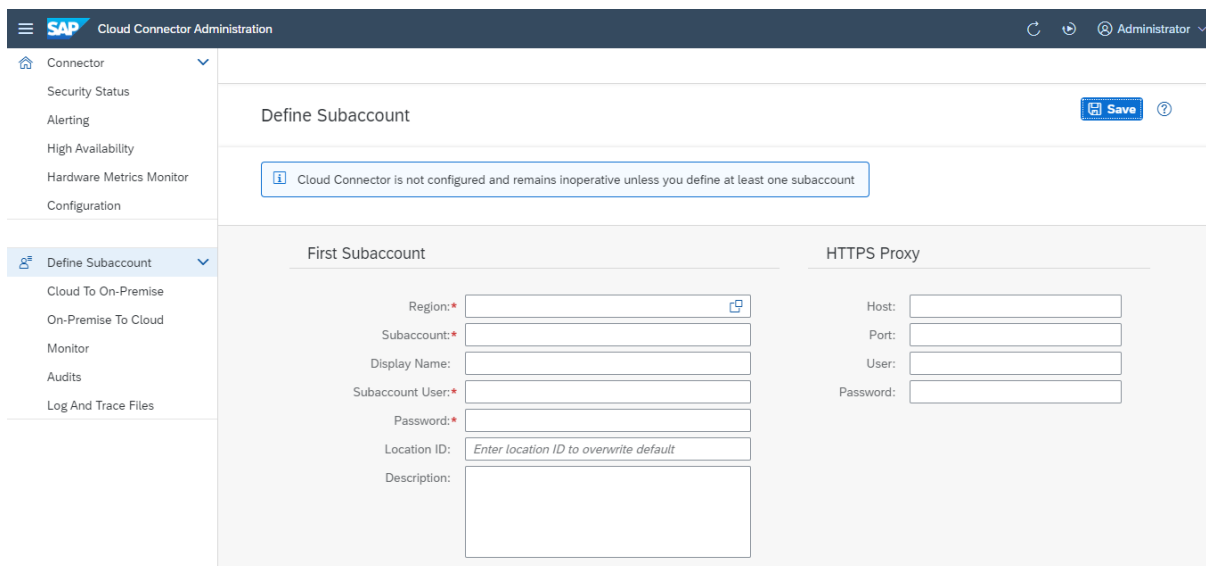 SAP Cloud Connector Administration Administrator
Connector
Security Status
Alerting
High Availability
Hardware Metrics Monitor
Configuration
Define Subaccount
Cloud To On-Premise
On-Premise To Cloud
Monitor
Audits
Log And Trace Files
Define Subaccount Save
Cloud Connector is not configured and remains inoperative unless you define at least one subaccount
First Subaccount
Region:*
Subaccount:*
Display Name:
Subaccount User:*
Password:*
Location ID: Enter location ID to overwrite default
Description:
HTTPS Proxy
Host:
Port:
User:
Password: